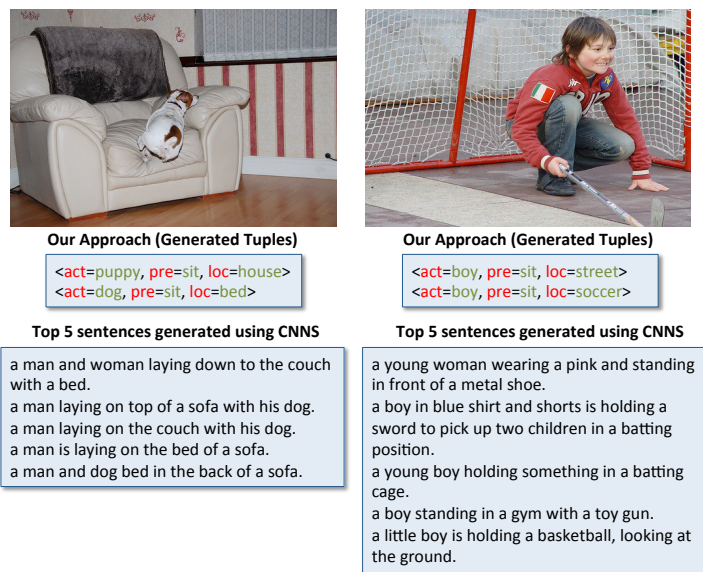 Our Approach (Generated Tuples)
<act=puppy, pre=sit, loc=house>
<act=dog, pre=sit, loc=bed>
Top 5 sentences generated using CNNS
a man and woman laying down to the couch
with a bed.
a man laying on top of a sofa with his dog.
a man laying on the couch with his dog.
a man is laying on the bed of a sofa.
a man and dog bed in the back of a sofa.
Our Approach (Generated Tuples)
<act=boy, pre=sit, loc=street>
<act=boy, pre=sit, loc=soccer>
Top 5 sentences generated using CNNS
a young woman wearing a pink and standing
in front of a metal shoe.
a boy in blue shirt and shorts is holding a
sword to pick up two children in a batting
position.
a young boy holding something in a batting
cage.
a boy standing in a gym with a toy gun.
a little boy is holding a basketball, looking at
the ground.